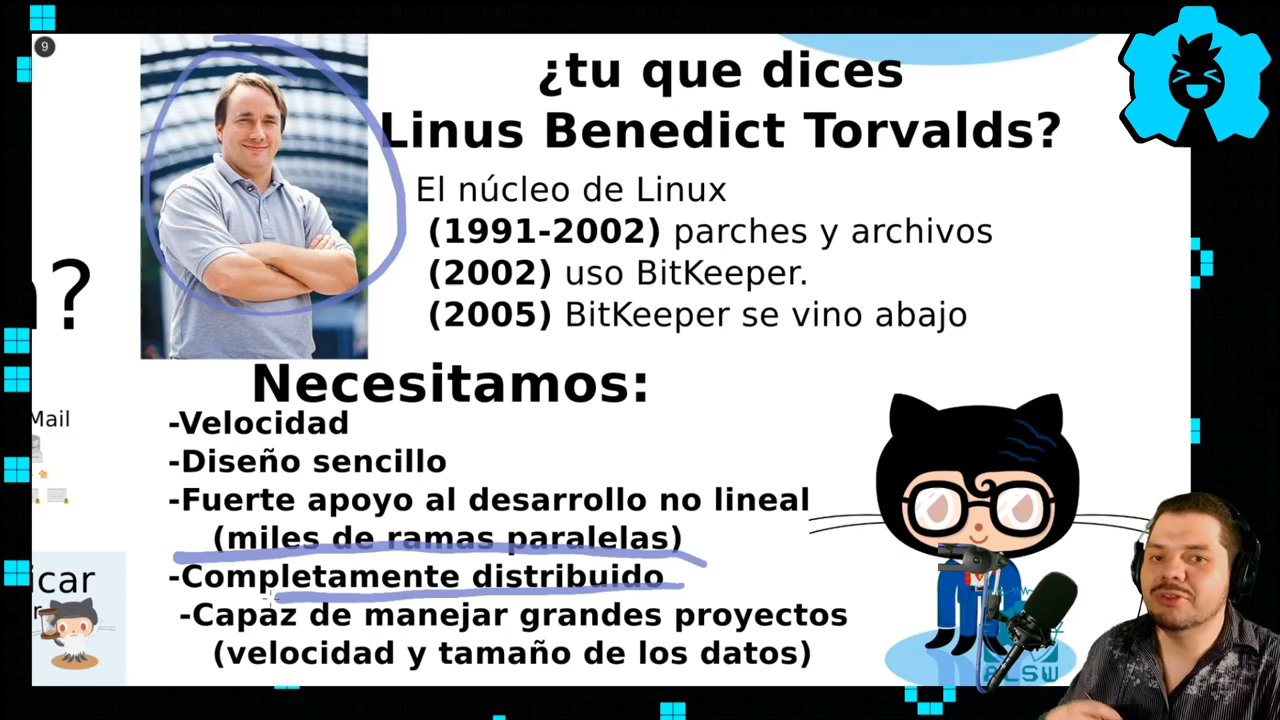 9
¿tu que dices
Linus Benedict Torvalds?
El núcleo de Linux
(1991-2002) parches y archivos
(2002) uso BitKeeper.
(2005) BitKeeper se vino abajo
?
Necesitamos:
-Velocidad
-Diseño sencillo
-Fuerte apoyo al desarrollo no lineal
(miles de ramas paralelas)
-Completamente distribuido
-Capaz de manejar grandes proyectos
(velocidad y tamaño de los datos)
Mail
icar